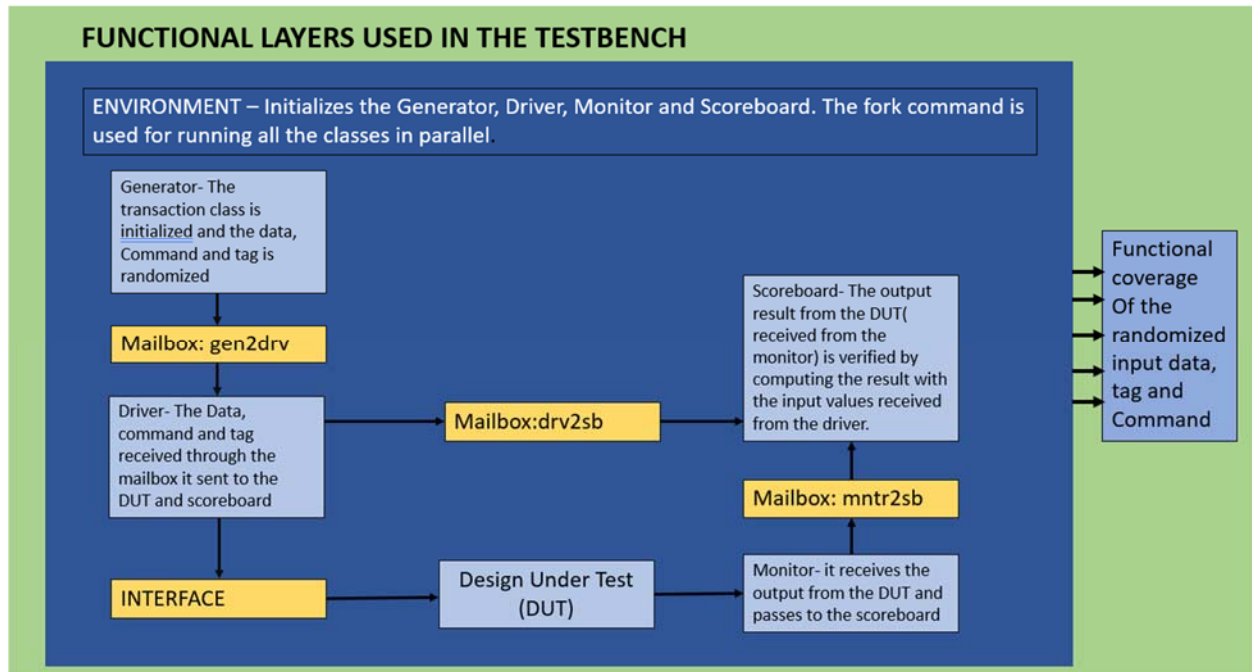 FUNCTIONAL LAYERS USED IN THE TESTBENCH
ENVIRONMENT – Initializes the Generator, Driver, Monitor and Scoreboard. The fork command is
used for running all the classes in parallel.
Generator- The
transaction class is
initialized and the data,
Command and tag is
randomized
Mailbox: gen2drv
Driver- The Data,
command and tag
received through the
mailbox it sent to the
DUT and scoreboard
INTERFACE
Mailbox:drv2sb
Design Under Test
(DUT)
Scoreboard- The output
result from the DUT(
received from the
monitor) is verified by
computing the result with
the input values received
from the driver.
Mailbox: mntr2sb
Monitor- it receives the
output from the DUT and
passes to the scoreboard
Functional
coverage
Of the
randomized
input data,
tag and
Command